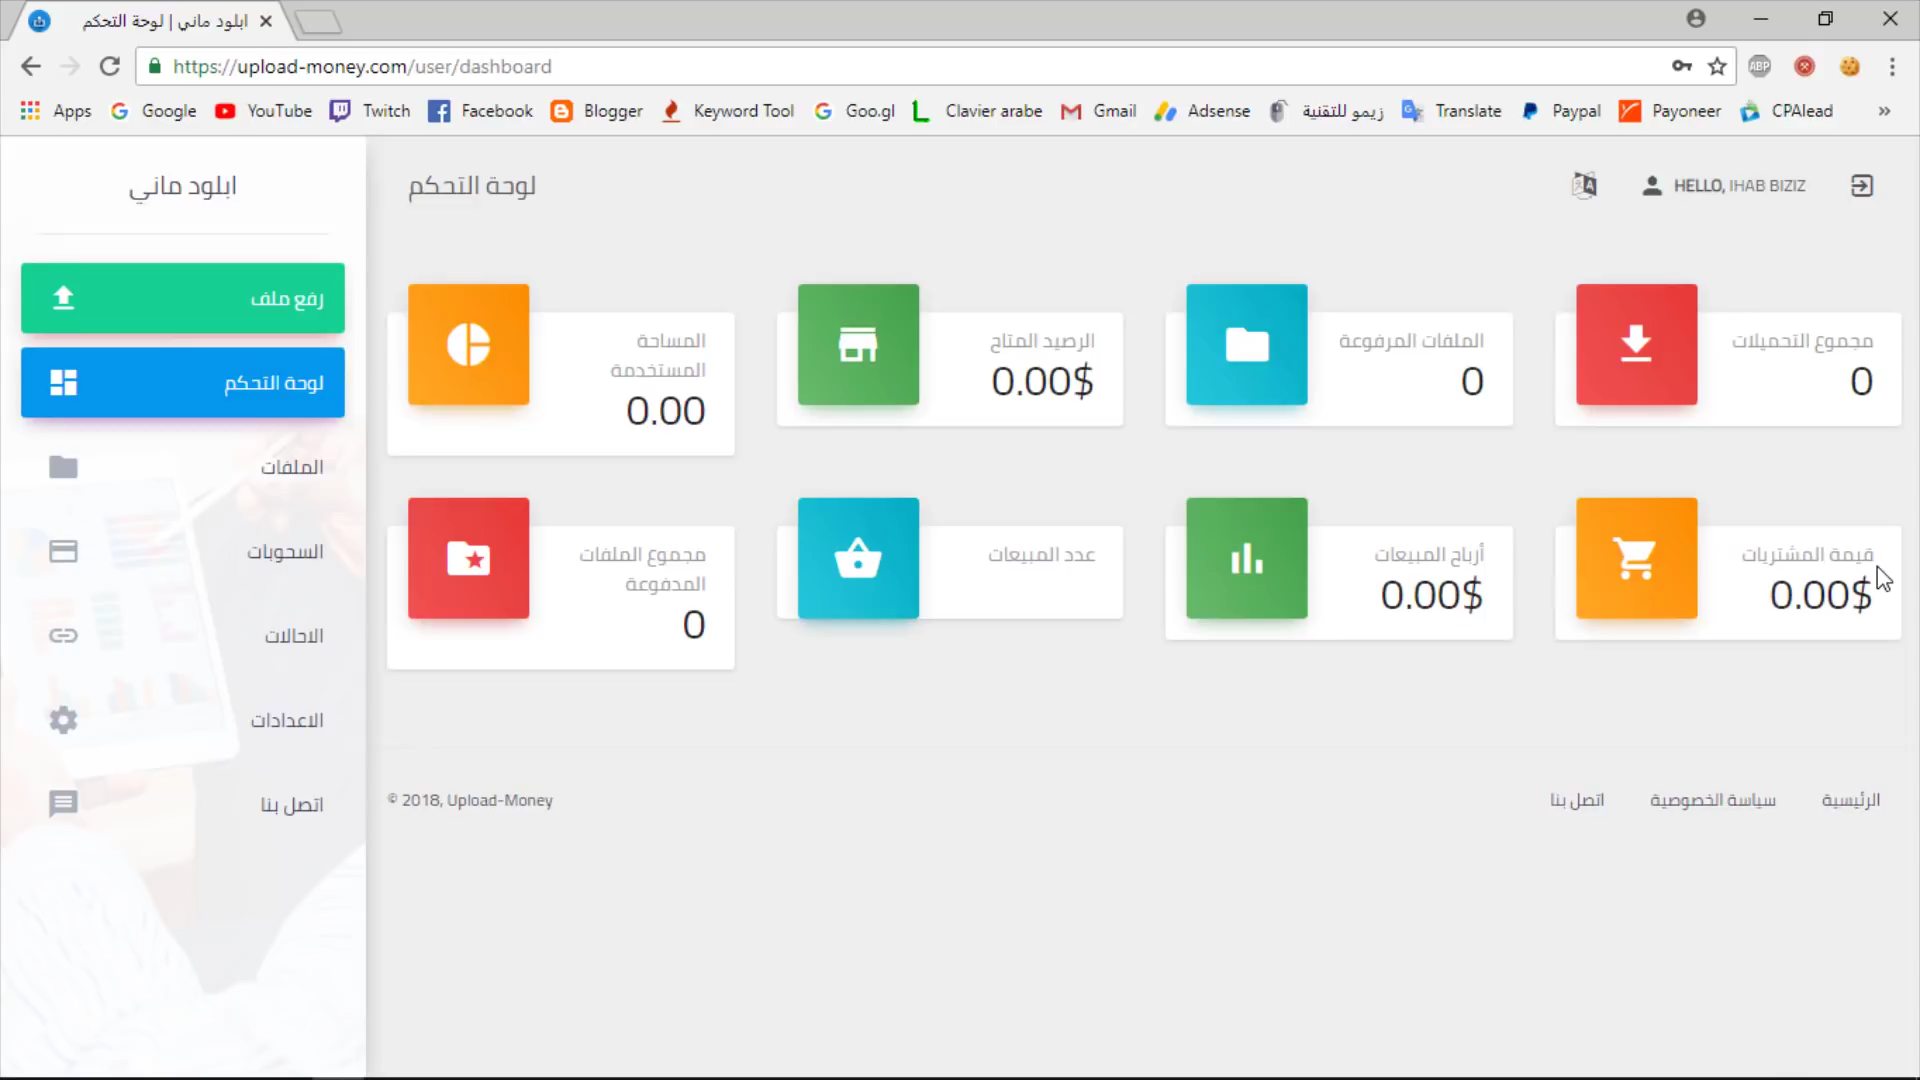 ابلود ماني | لوحة التحكم
https://upload-money.com/user/dashboard
ABP
Apps Google YouTube Twitch Facebook Blogger Keyword Tool Goo.gl Clavier arabe Gmail Adsense زيمو للتقنية Translate Paypal Payoneer CPAlead »
ابلود ماني
رفع ملف
لوحة التحكم
الملفات
السحوبات
الاحالات
الاعدادات
اتصل بنا
لوحة التحكم
HELLO, IHAB BIZIZ
مجموع التحميلات
0
الملفات المرفوعة
0
الرصيد المتاح
0.00$
المساحة
المستخدمة
0.00
قيمة المشتريات
0.00$
أرباح المبيعات
0.00$
عدد المبيعات
مجموع الملفات
المدفوعة
0
الرئيسية سياسة الخصوصية اتصل بنا
© 2018, Upload-Money